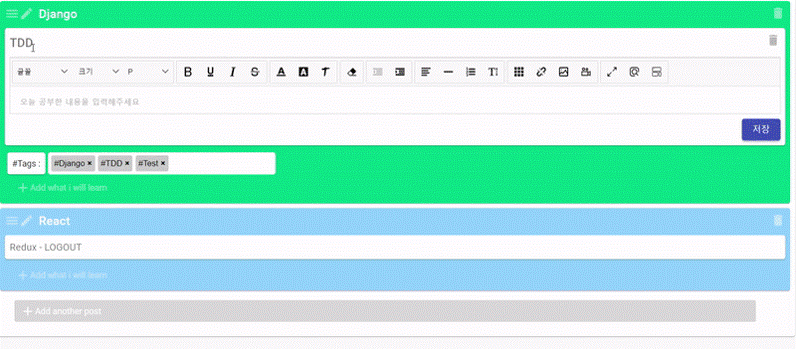 Django
TDD
글꼴 크기 P B U I S A A T Tī
오늘 공부한 내용을 입력해주세요
저장
#Tags : #Django × #TDD × #Test ×
+ Add what i will learn
React
Redux - LOGOUT
+ Add what i will learn
+ Add another post